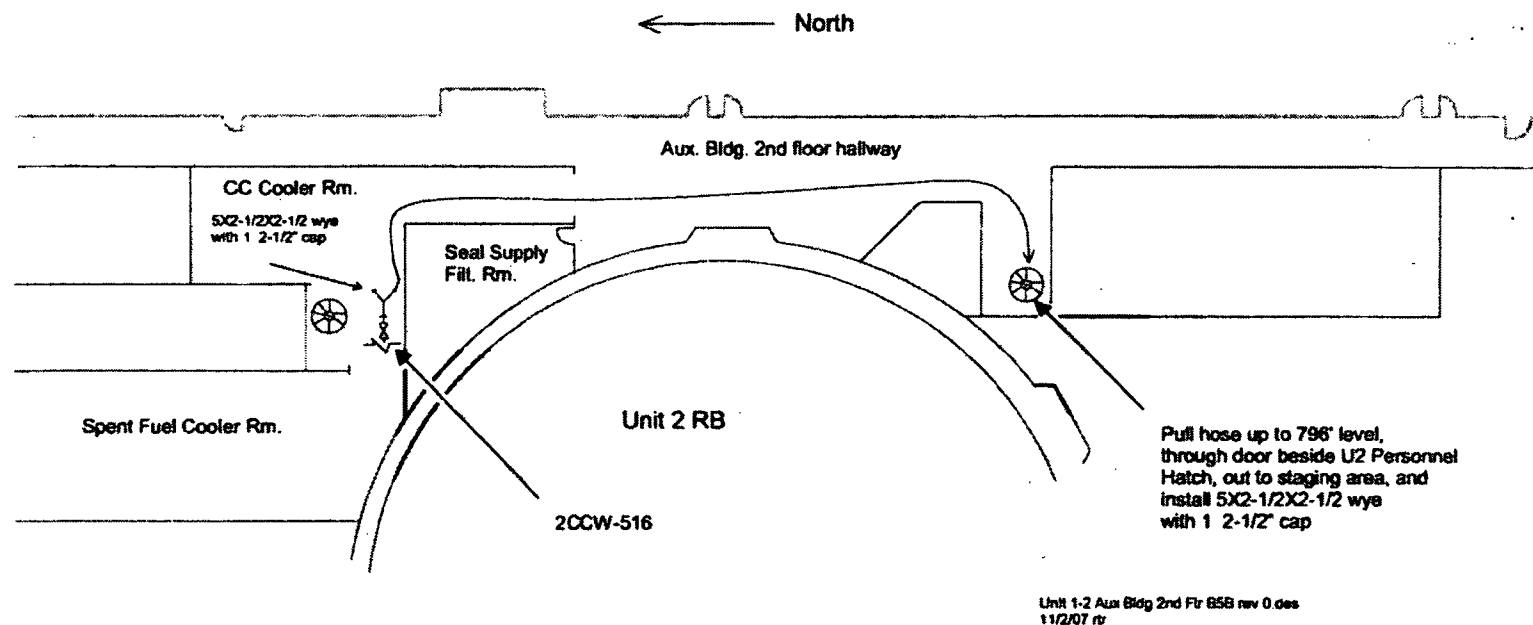 North
Aux. Bldg. 2nd floor hallway
CC Cooler Rm.
5X2-1/2X2-1/2 wye
with 1 2-1/2" cap
Seal Supply
Filt. Rm.
Unit 2 RB
Spent Fuel Cooler Rm.
2CCW-516
Pull hose up to 796' level,
through door beside U2 Personnel
Hatch, out to staging area, and
install 5X2-1/2X2-1/2 wye
with 1 2-1/2" cap
Unit 1-2 Aux Bldg 2nd Flr B5B rev 0.des
11/2/07 rtr